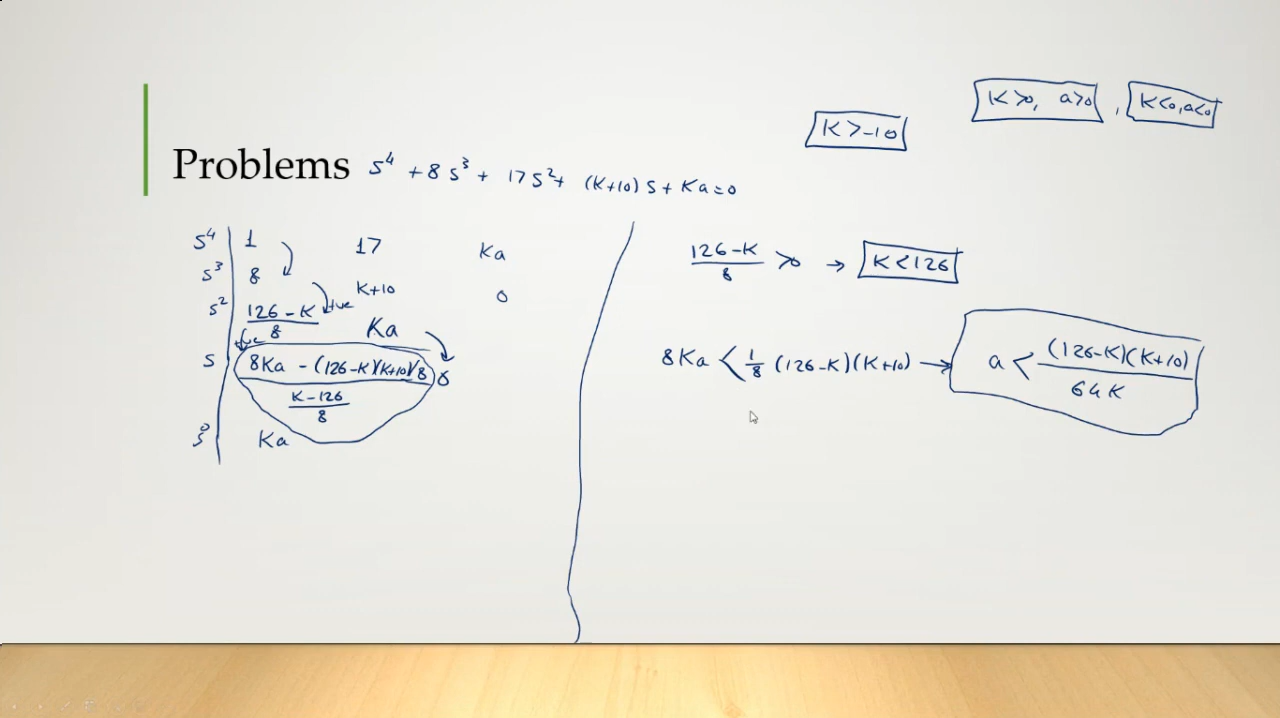 K>0, a>0 , K<0, a<0
K>-10
Problems s⁴ + 8s³ + 17s² + (K+10)s + Ka = 0
s⁴ 1 17 Ka
s³ 8 K+10 0
s² (126-K)/8 +ve Ka
+ve
s (8Ka - (126-K)(K+10)/8) / ((K-126)/8) 0
s⁰ Ka
(126-K)/8 >0 → K<126
8Ka < 1/8 (126-K)(K+10) → a < (126-K)(K+10)/64K